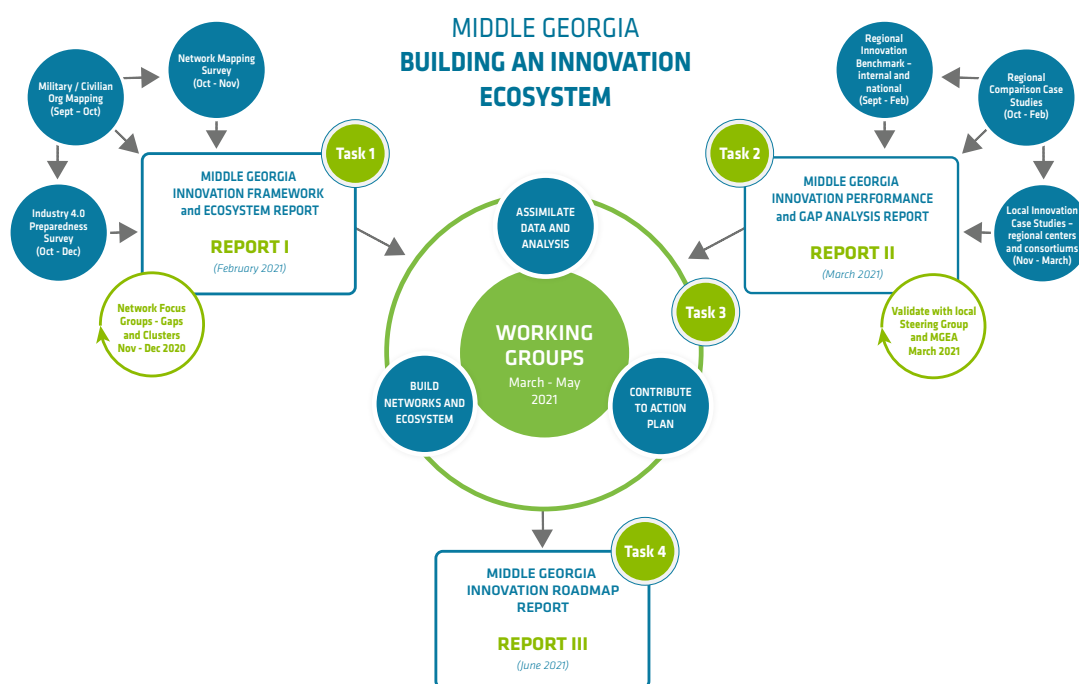 MIDDLE GEORGIA
BUILDING AN INNOVATION
ECOSYSTEM
Military / Civilian
Org Mapping
(Sept – Oct)
Network Mapping
Survey
(Oct - Nov)
Industry 4.0
Preparedness
Survey
(Oct - Dec)
Task 1
MIDDLE GEORGIA
INNOVATION FRAMEWORK
and ECOSYSTEM REPORT
REPORT I
(February 2021)
Network Focus
Groups - Gaps
and Clusters
Nov - Dec 2020
Regional
Innovation
Benchmark –
internal and
national
(Sept - Feb)
Regional
Comparison Case
Studies
(Oct - Feb)
Local Innovation
Case Studies –
regional centers
and consortiums
(Nov - March)
Task 2
MIDDLE GEORGIA
INNOVATION PERFORMANCE
and GAP ANALYSIS REPORT
REPORT II
(March 2021)
Validate with local
Steering Group
and MGEA
March 2021
ASSIMILATE
DATA AND
ANALYSIS
Task 3
WORKING
GROUPS
March - May
2021
BUILD
NETWORKS AND
ECOSYSTEM
CONTRIBUTE
TO ACTION
PLAN
Task 4
MIDDLE GEORGIA
INNOVATION ROADMAP
REPORT
REPORT III
(June 2021)